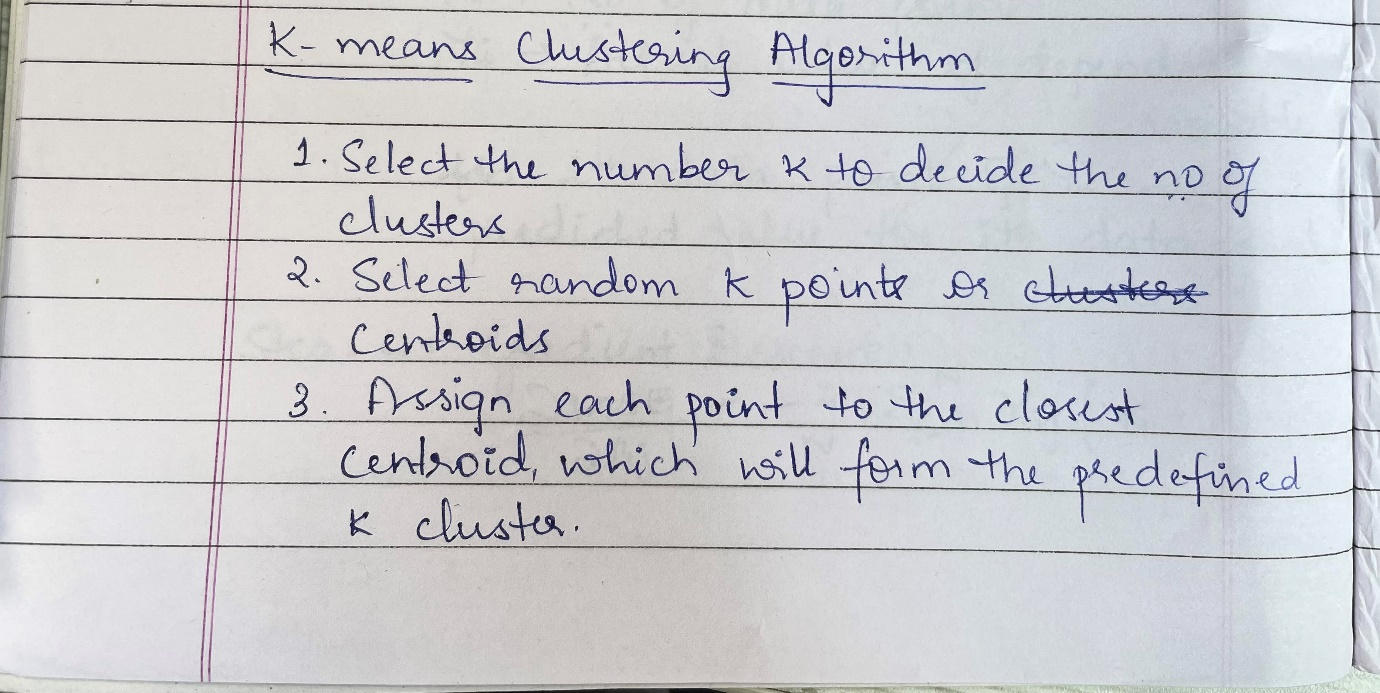 K- means Clustering Algorithm
1. Select the number K to decide the no of
clusters
2. Select random K points or clusters
Centroids
3. Assign each point to the closest
Centroid, which will form the predefined
K cluster.